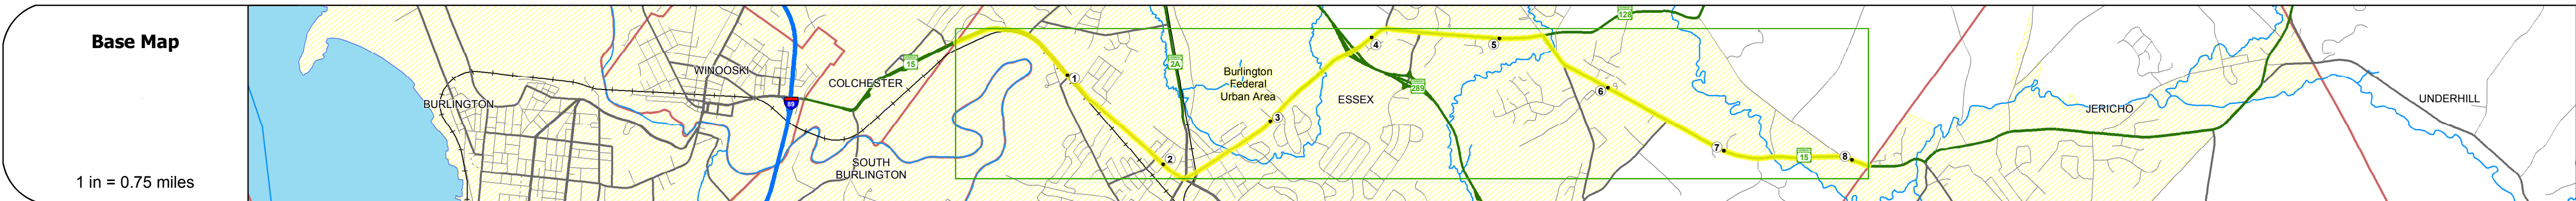 Base Map
1 in = 0.75 miles
BURLINGTON
WINOOSKI
89
COLCHESTER
15
SOUTH
BURLINGTON
1
2
2A
Burlington
Federal
Urban Area
3
ESSEX
4
289
5
128
6
7
15
8
JERICHO
UNDERHILL